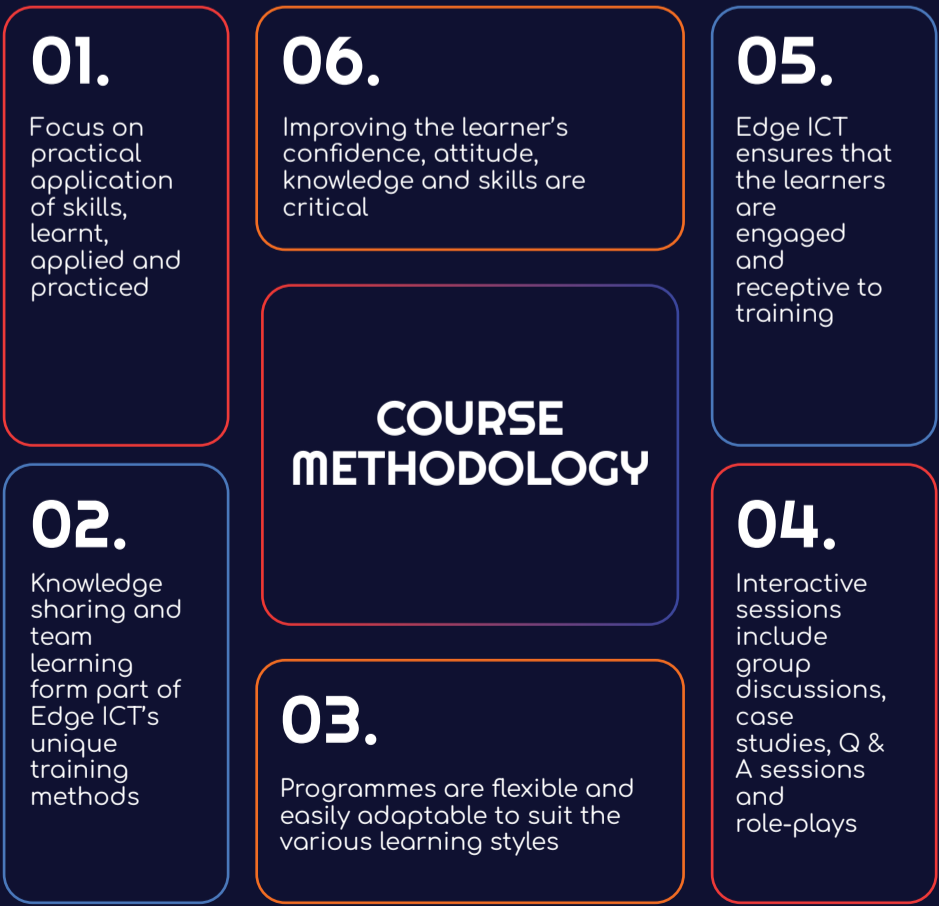 01.
Focus on
practical
application
of skills,
learnt,
applied and
practiced
02.
Knowledge
sharing and
team
learning
form part of
Edge ICT's
unique
training
methods
03.
Programmes are flexible and
easily adaptable to suit the
various learning styles
04.
Interactive
sessions
include
group
discussions,
case
studies, Q &
A sessions
and
role-plays
05.
Edge ICT
ensures that
the learners
are
engaged
and
receptive to
training
06.
Improving the learner's
confidence, attitude,
knowledge and skills are
critical
COURSE
METHODOLOGY